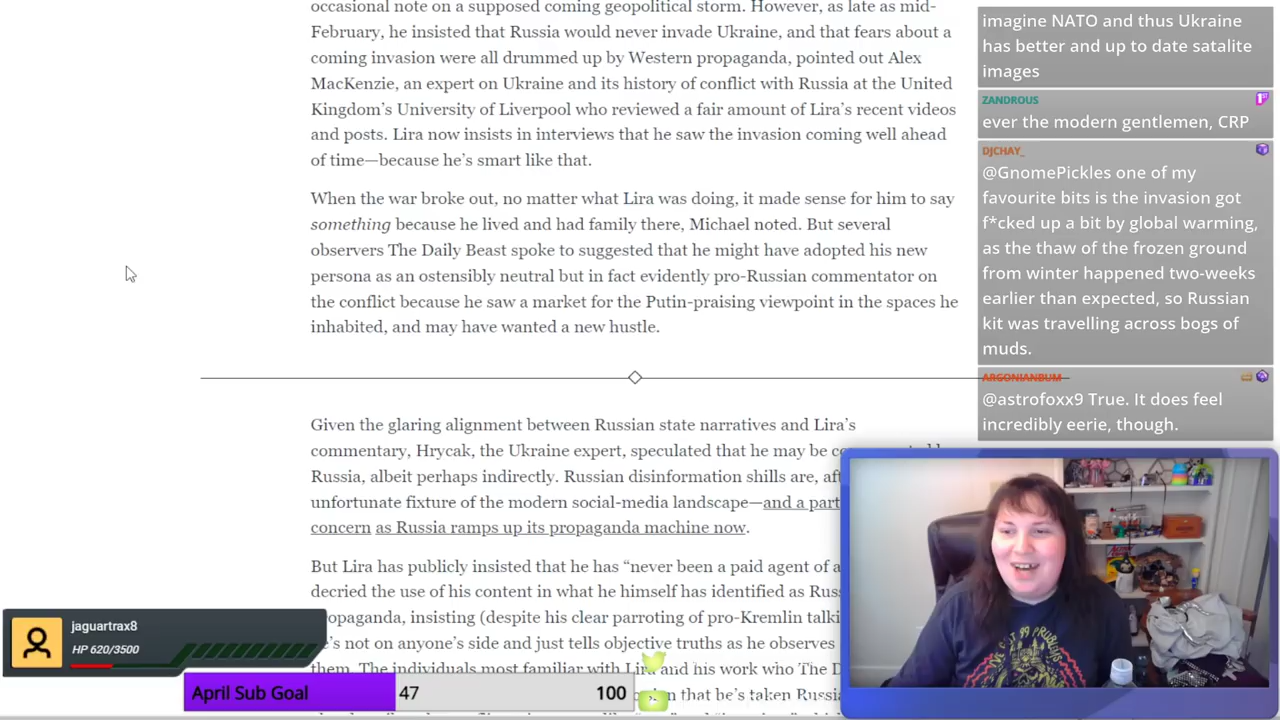 occasional note on a supposed coming geopolitical storm. However, as late as mid-
February, he insisted that Russia would never invade Ukraine, and that fears about a
coming invasion were all drummed up by Western propaganda, pointed out Alex
MacKenzie, an expert on Ukraine and its history of conflict with Russia at the United
Kingdom's University of Liverpool who reviewed a fair amount of Lira's recent videos
and posts. Lira now insists in interviews that he saw the invasion coming well ahead
of time—because he's smart like that.
When the war broke out, no matter what Lira was doing, it made sense for him to say
something because he lived and had family there, Michael noted. But several
observers The Daily Beast spoke to suggested that he might have adopted his new
persona as an ostensibly neutral but in fact evidently pro-Russian commentator on
the conflict because he saw a market for the Putin-praising viewpoint in the spaces he
inhabited, and may have wanted a new hustle.
Given the glaring alignment between Russian state narratives and Lira's
commentary, Hrycak, the Ukraine expert, speculated that he may be
Russia, albeit perhaps indirectly. Russian disinformation shills are,
unfortunate fixture of the modern social-media landscape—and a part
concern as Russia ramps up its propaganda machine now.
But Lira has publicly insisted that he has “never been a paid agent of a
decried the use of his content in what he himself has identified as Rus
propaganda, insisting (despite his clear parroting of pro-Kremlin talki
he's not on anyone's side and just tells objective truths as he observes
them. The individuals most familiar with Lira and his work who The D
that he's taken Russia
imagine NATO and thus Ukraine
has better and up to date satalite
images
ZANDROUS
ever the modern gentlemen, CRP
DJCHAY_
@GnomePickles one of my
favourite bits is the invasion got
f*cked up a bit by global warming,
as the thaw of the frozen ground
from winter happened two-weeks
earlier than expected, so Russian
kit was travelling across bogs of
muds.
ARGONIANBUM
@astrofoxx9 True. It does feel
incredibly eerie, though.
jaguartrax8
HP 620/3500
April Sub Goal 47 100